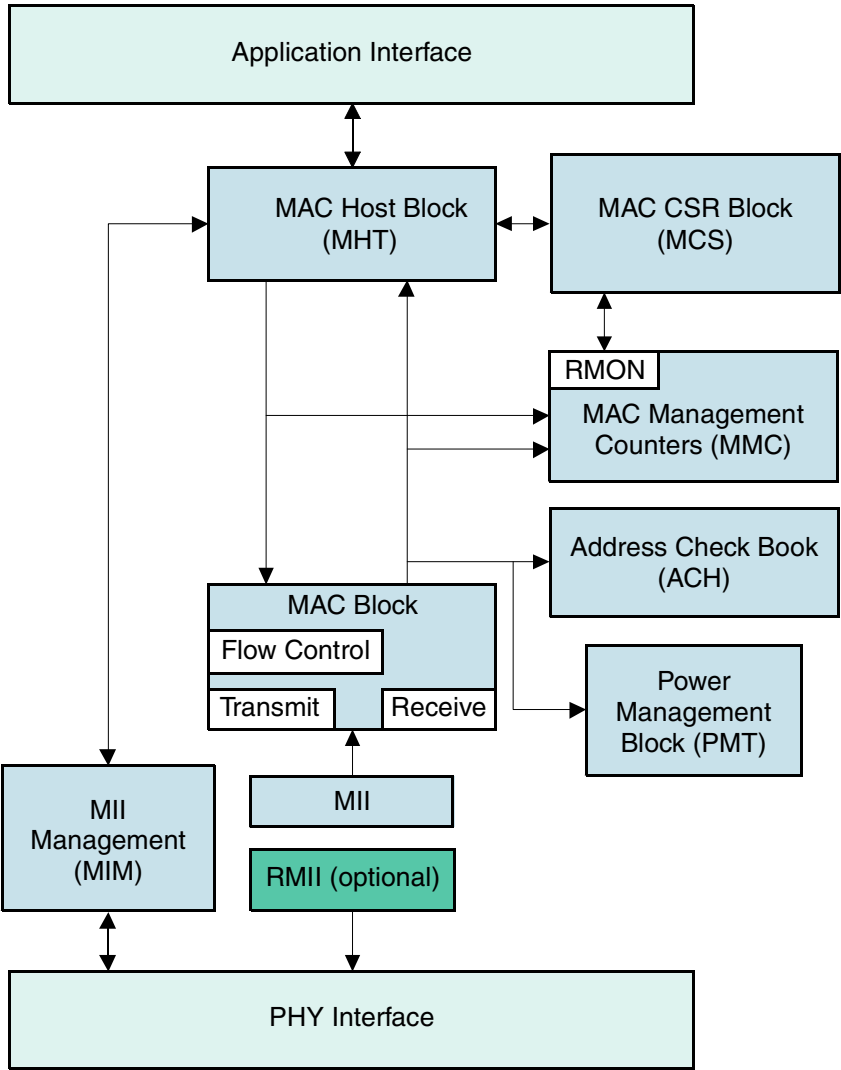 Application Interface
MAC Host Block
(MHT)
MAC CSR Block
(MCS)
RMON
MAC Management
Counters (MMC)
Address Check Book
(ACH)
MAC Block
Flow Control
Transmit
Receive
Power
Management
Block (PMT)
MII
Management
(MIM)
MII
RMII (optional)
PHY Interface